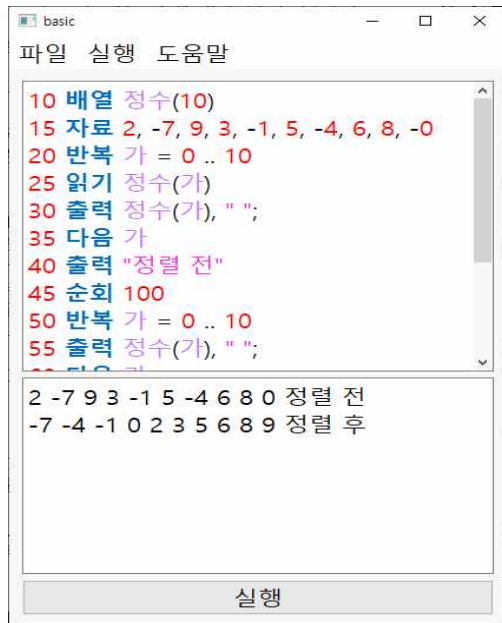 basic
파일 실행 도움말
10 배열 정수(10)
15 자료 2, -7, 9, 3, -1, 5, -4, 6, 8, -0
20 반복 가 = 0 .. 10
25 읽기 정수(가)
30 출력 정수(가), " ";
35 다음 가
40 출력 "정렬 전"
45 순회 100
50 반복 가 = 0 .. 10
55 출력 정수(가), " ";
2 -7 9 3 -1 5 -4 6 8 0 정렬 전
-7 -4 -1 0 2 3 5 6 8 9 정렬 후
실행